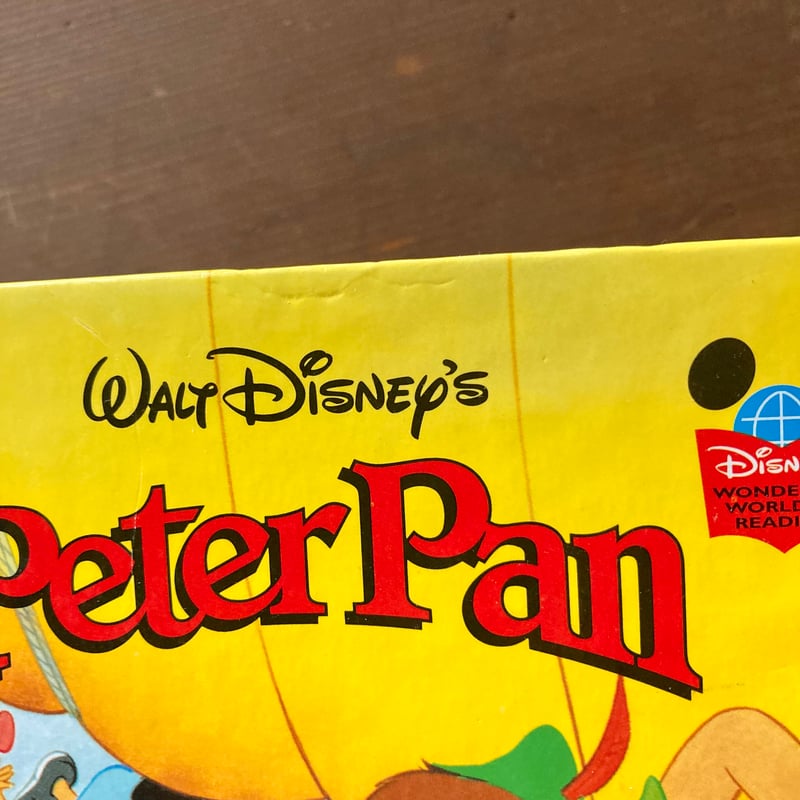 WALT DISNEY'S
Peter Pan
DISN
WONDE
WORLD
READI